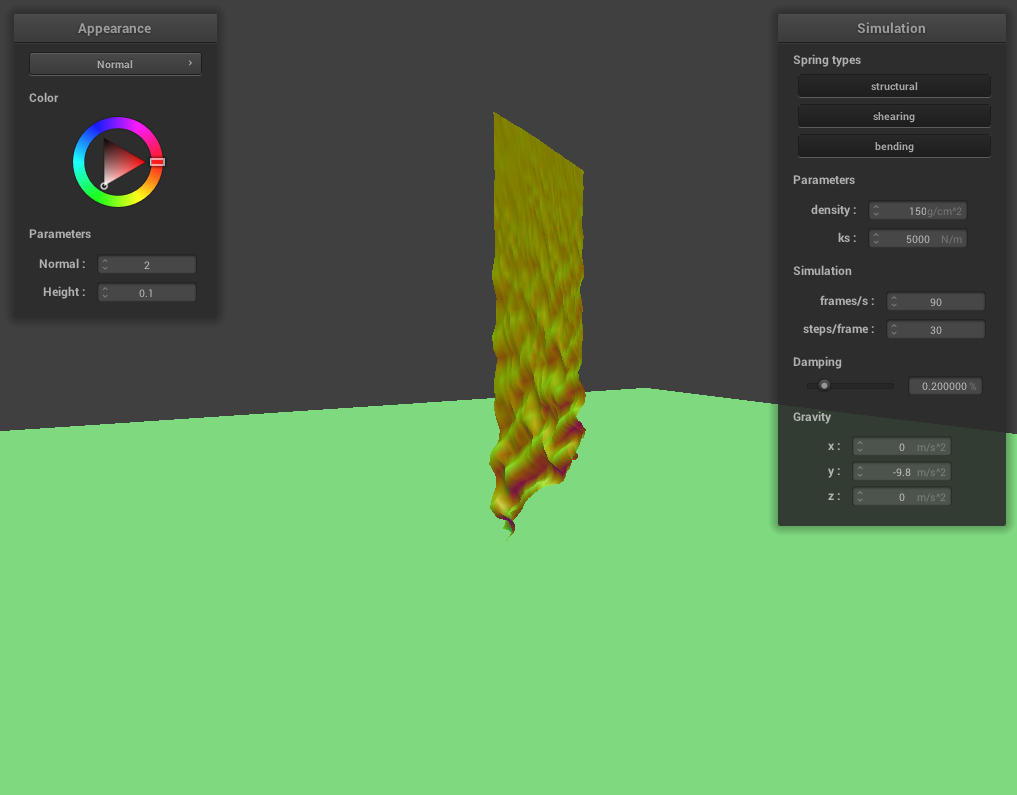 Appearance
Normal
Color
Parameters
Normal : 2
Height : 0.1
Simulation
Spring types
structural
shearing
bending
Parameters
density : 150 g/cm^2
ks : 5000 N/m
Simulation
frames/s : 90
steps/frame : 30
Damping
0.200000 %
Gravity
x : 0 m/s^2
y : -9.8 m/s^2
z : 0 m/s^2